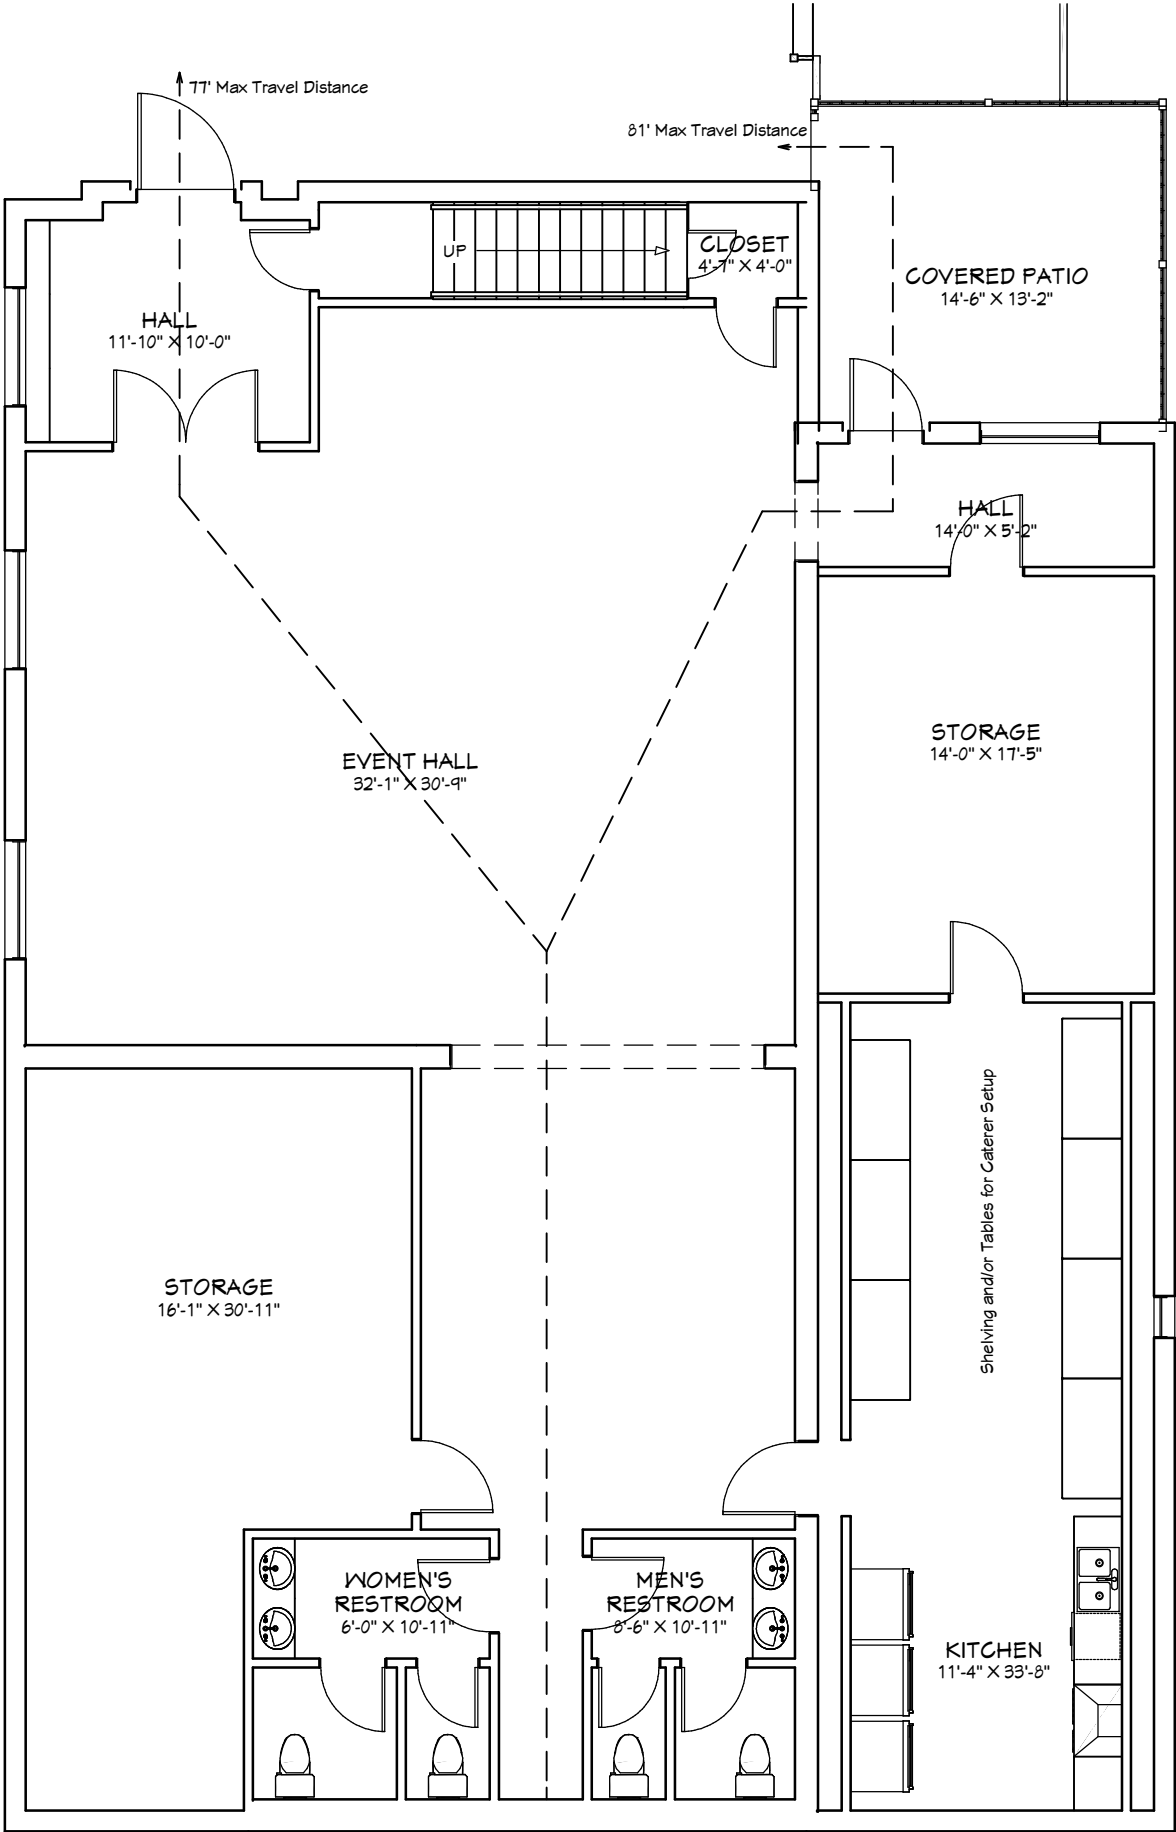 77' Max Travel Distance
81' Max Travel Distance
UP
CLOSET
4'-7" X 4'-0"
COVERED PATIO
14'-6" X 13'-2"
HALL
11'-10" X 10'-0"
HALL
14'-0" X 5'-2"
STORAGE
14'-0" X 17'-5"
EVENT HALL
32'-1" X 30'-9"
Shelving and/or Tables for Caterer Setup
STORAGE
16'-1" X 30'-11"
WOMEN'S
RESTROOM
6'-0" X 10'-11"
MEN'S
RESTROOM
8'-6" X 10'-11"
KITCHEN
11'-4" X 33'-8"